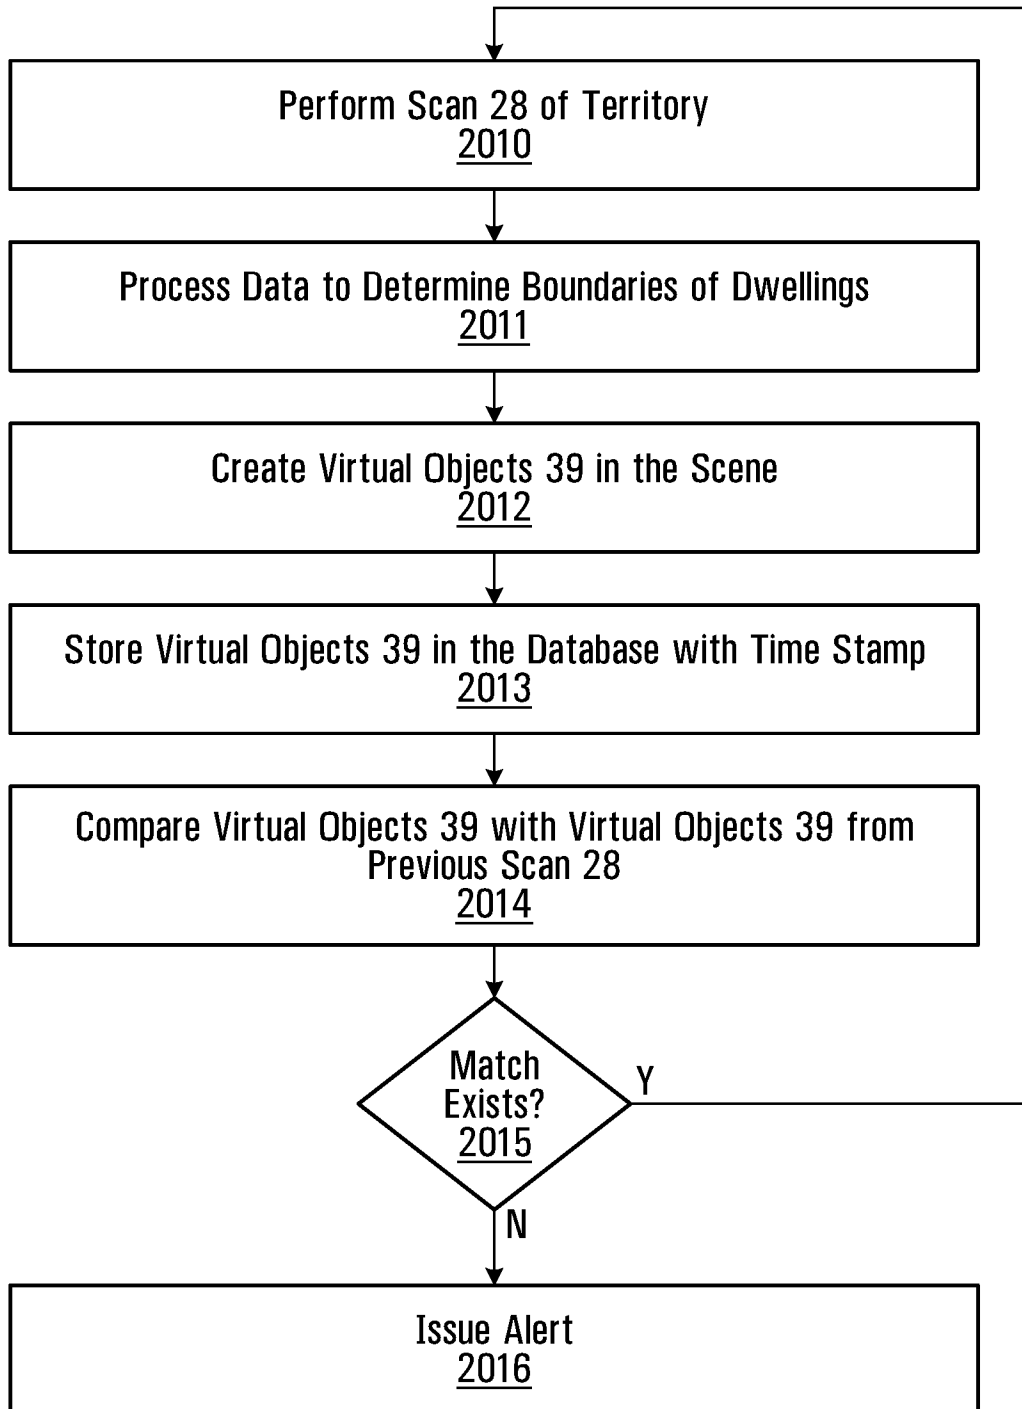 Perform Scan 28 of Territory
2010
Process Data to Determine Boundaries of Dwellings
2011
Create Virtual Objects 39 in the Scene
2012
Store Virtual Objects 39 in the Database with Time Stamp
2013
Compare Virtual Objects 39 with Virtual Objects 39 from
Previous Scan 28
2014
Match
Exists?
2015
Y
N
Issue Alert
2016